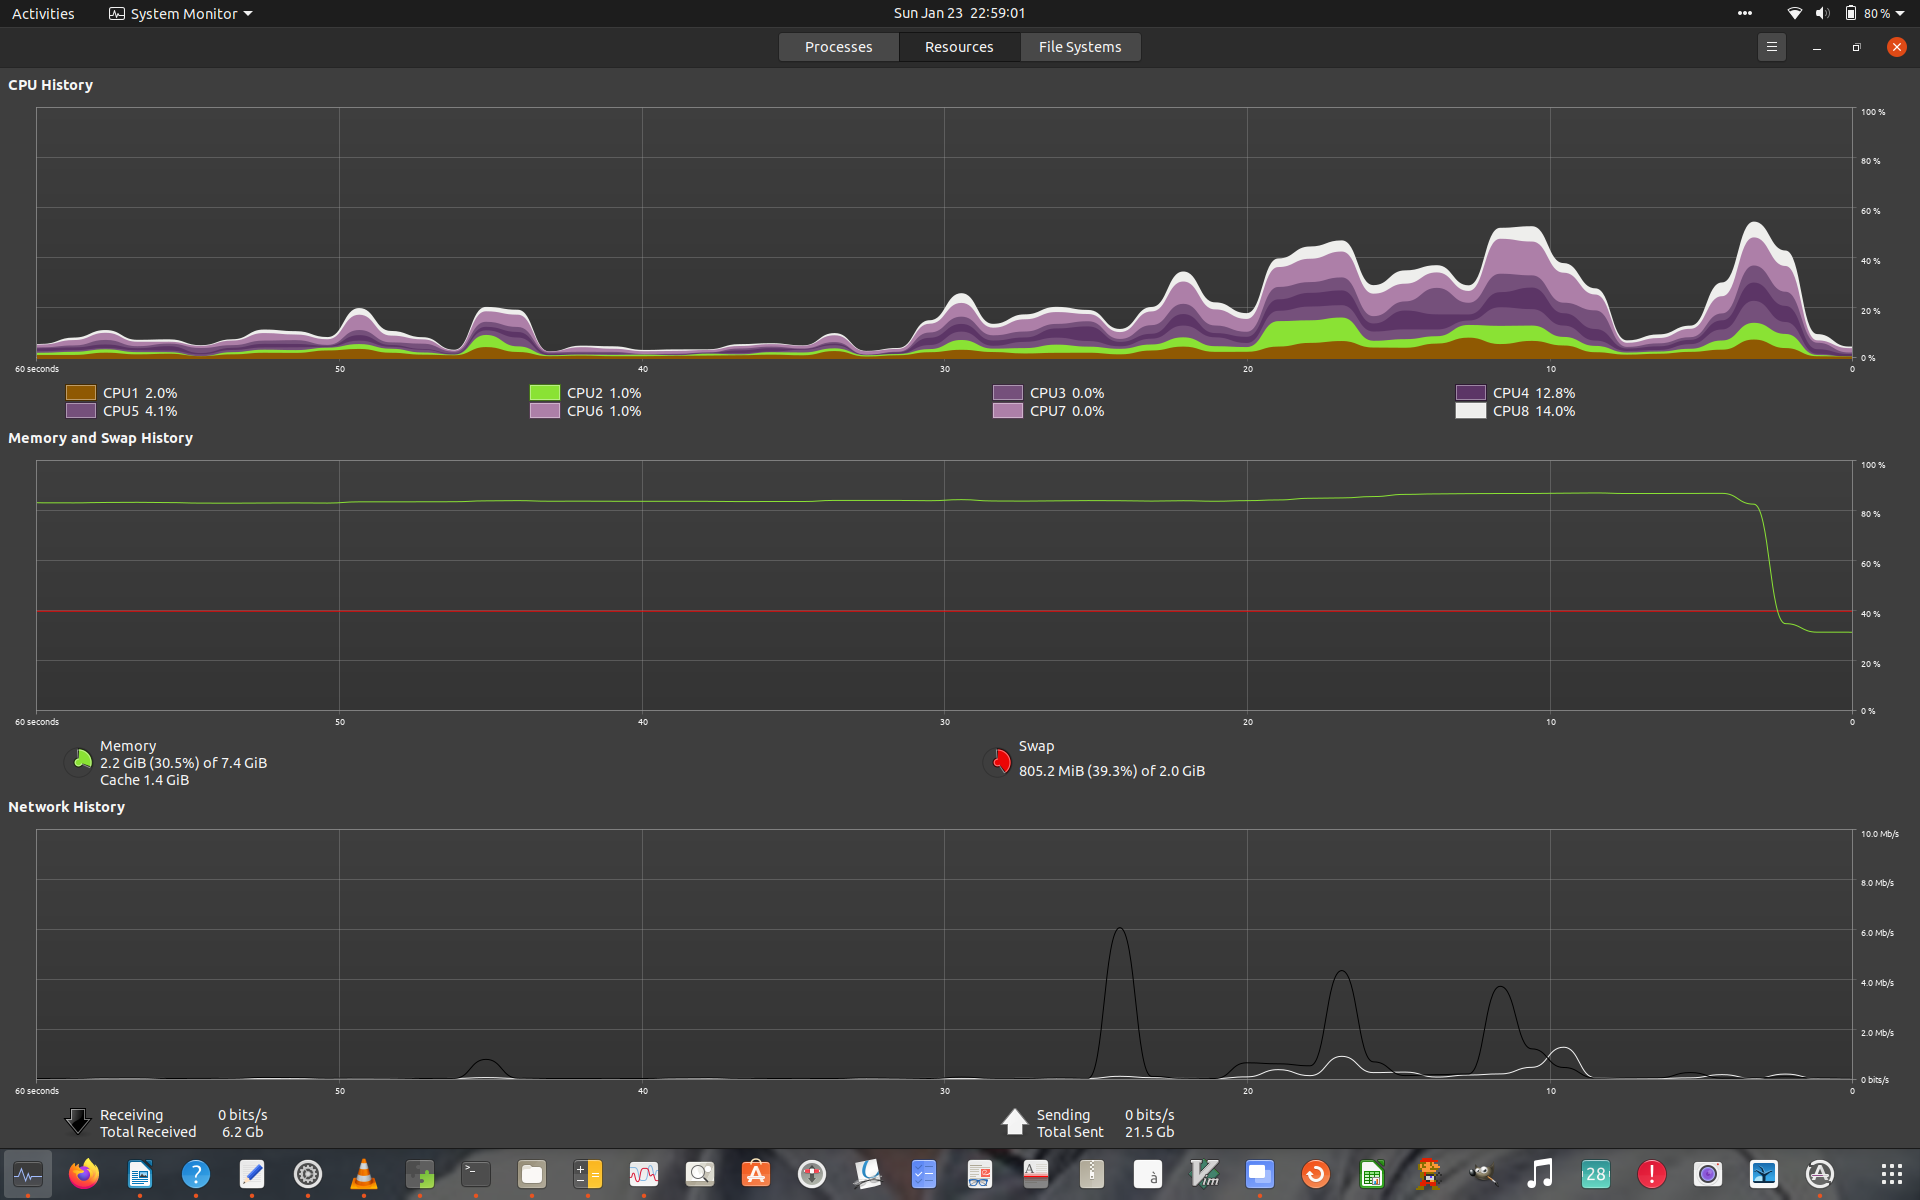 Activities System Monitor Sun Jan 23 22:59:01 80 %
Processes Resources File Systems
CPU History
100 %
80 %
60 %
40 %
20 %
0 %
60 seconds 50 40 30 20 10 0
CPU1 2.0% CPU2 1.0% CPU3 0.0% CPU4 12.8%
CPU5 4.1% CPU6 1.0% CPU7 0.0% CPU8 14.0%
Memory and Swap History
100 %
80 %
60 %
40 %
20 %
0 %
60 seconds 50 40 30 20 10 0
Memory
2.2 GiB (30.5%) of 7.4 GiB
Cache 1.4 GiB
Swap
805.2 MiB (39.3%) of 2.0 GiB
Network History
10.0 Mb/s
8.0 Mb/s
6.0 Mb/s
4.0 Mb/s
2.0 Mb/s
0 bits/s
60 seconds 50 40 30 20 10 0
Receiving 0 bits/s
Total Received 6.2 Gb
Sending 0 bits/s
Total Sent 21.5 Gb
? >_ A à Vim 28 !